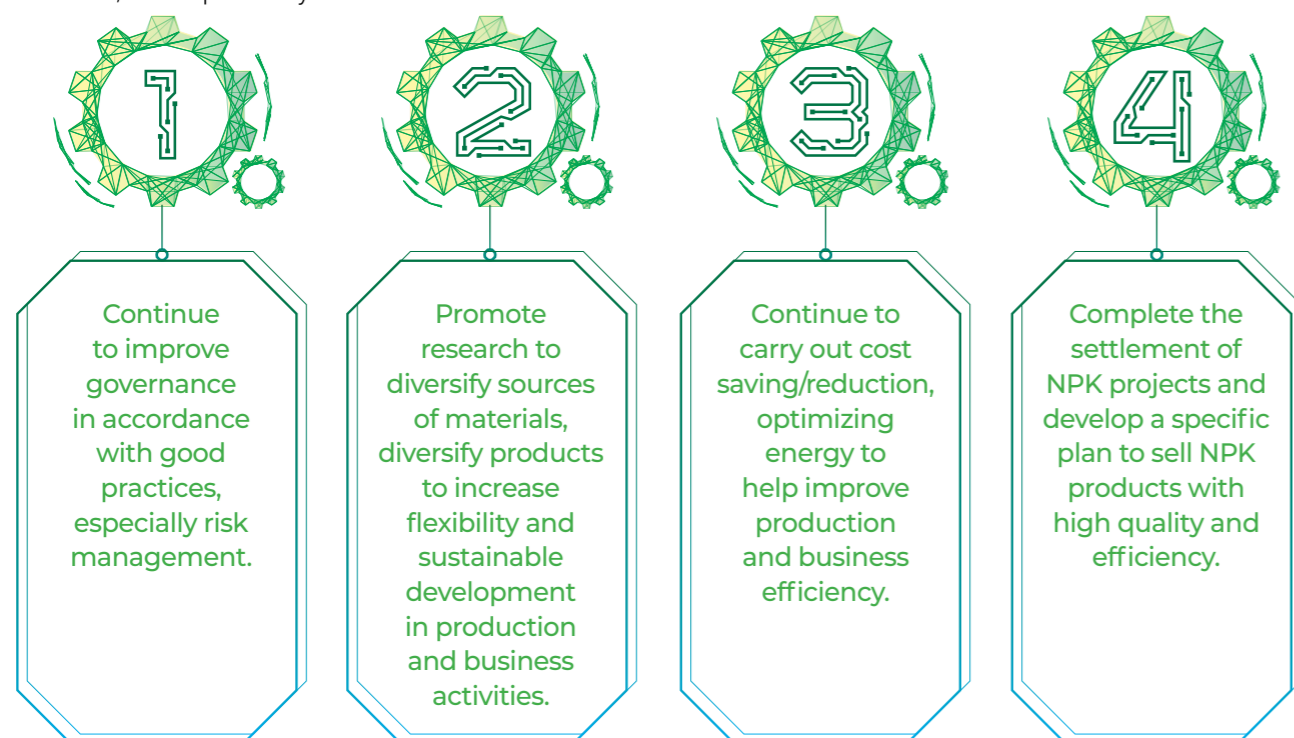 1
Continue
to improve
governance
in accordance
with good
practices,
especially risk
management.
2
Promote
research to
diversify sources
of materials,
diversify products
to increase
flexibility and
sustainable
development
in production
and business
activities.
3
Continue to
carry out cost
saving/reduction,
optimizing
energy to
help improve
production
and business
efficiency.
4
Complete the
settlement of
NPK projects and
develop a specific
plan to sell NPK
products with
high quality and
efficiency.